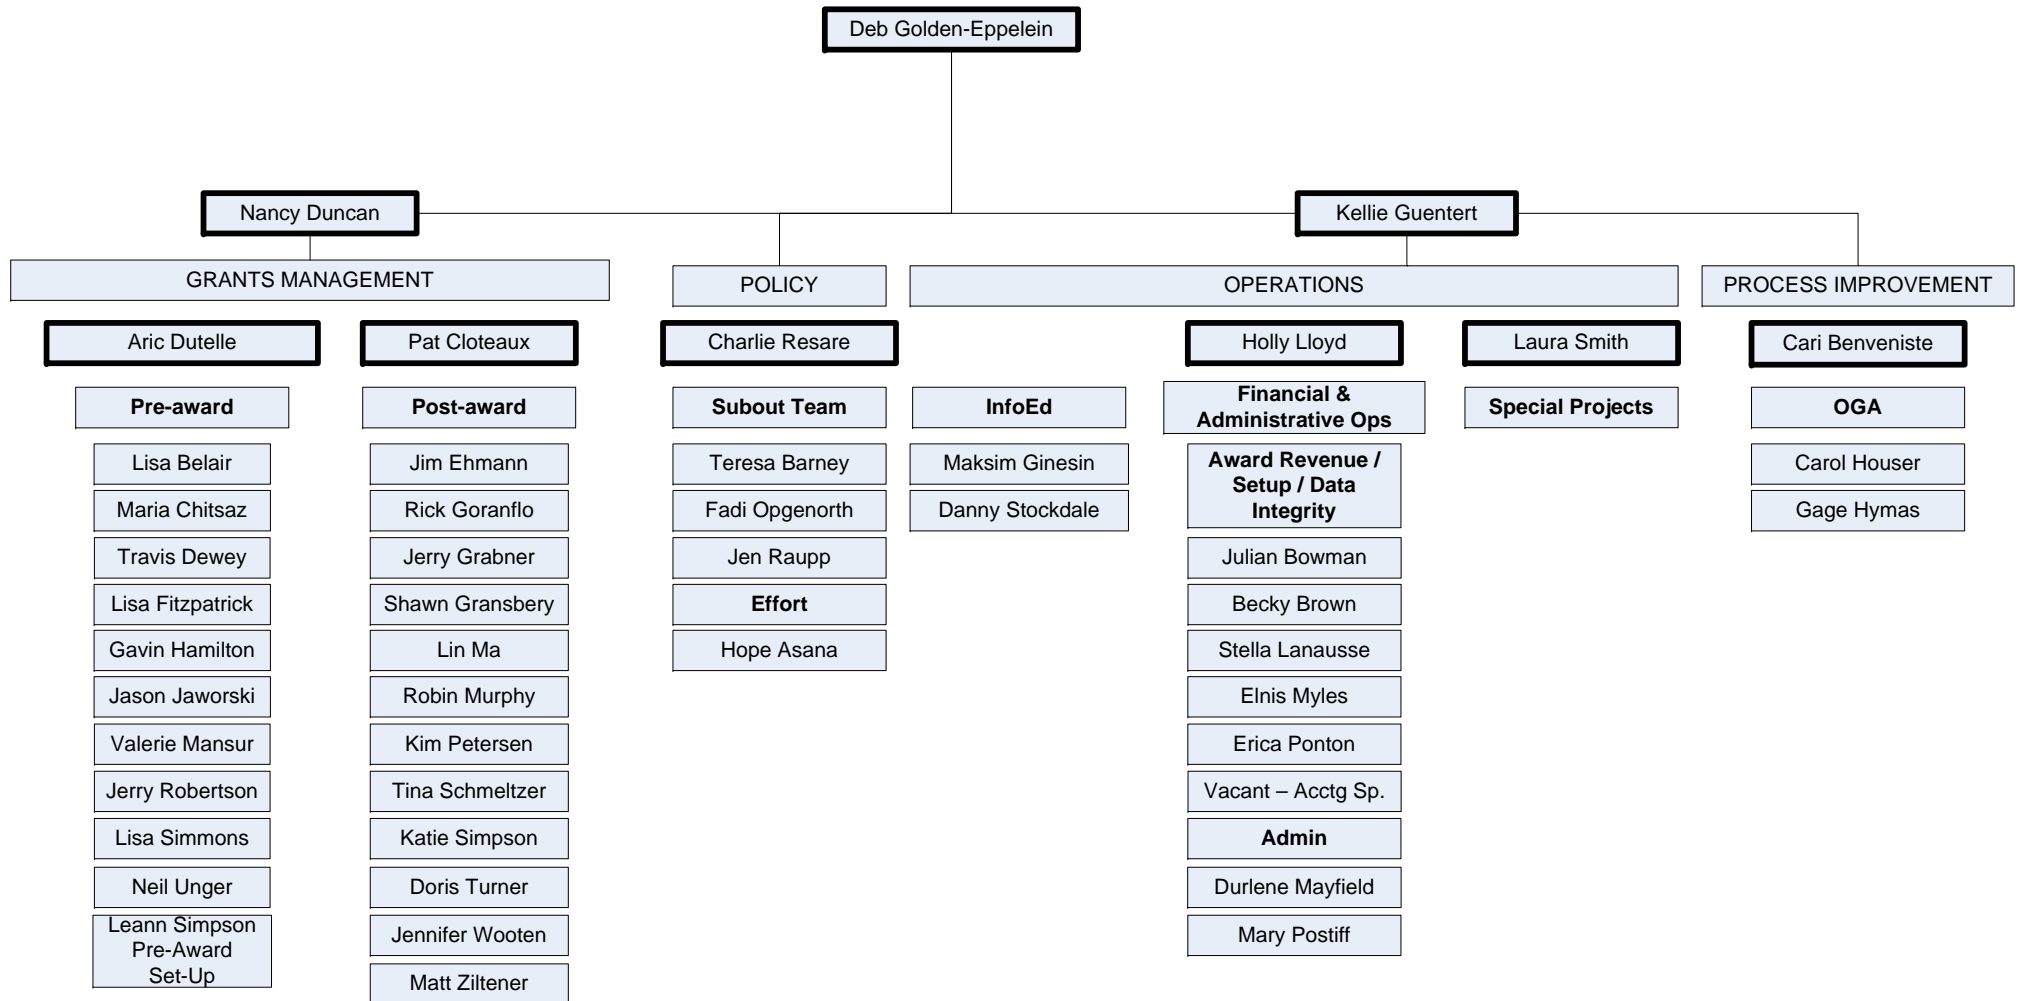 Deb Golden-Eppelein
Nancy Duncan
Kellie Guentert
GRANTS MANAGEMENT
POLICY
OPERATIONS
PROCESS IMPROVEMENT
Aric Dutelle
Pre-award
Lisa Belair
Maria Chitsaz
Travis Dewey
Lisa Fitzpatrick
Gavin Hamilton
Jason Jaworski
Valerie Mansur
Jerry Robertson
Lisa Simmons
Neil Unger
Leann Simpson
Pre-Award
Set-Up
Pat Cloteaux
Post-award
Jim Ehmann
Rick Goranflo
Jerry Grabner
Shawn Gransbery
Lin Ma
Robin Murphy
Kim Petersen
Tina Schmeltzer
Katie Simpson
Doris Turner
Jennifer Wooten
Matt Ziltener
Charlie Resare
Subout Team
Teresa Barney
Fadi Opgenorth
Jen Raupp
Effort
Hope Asana
InfoEd
Maksim Ginesin
Danny Stockdale
Holly Lloyd
Financial &
Administrative Ops
Award Revenue /
Setup / Data
Integrity
Julian Bowman
Becky Brown
Stella Lanausse
Elnis Myles
Erica Ponton
Vacant – Acctg Sp.
Admin
Durlene Mayfield
Mary Postiff
Laura Smith
Special Projects
Cari Benveniste
OGA
Carol Houser
Gage Hymas